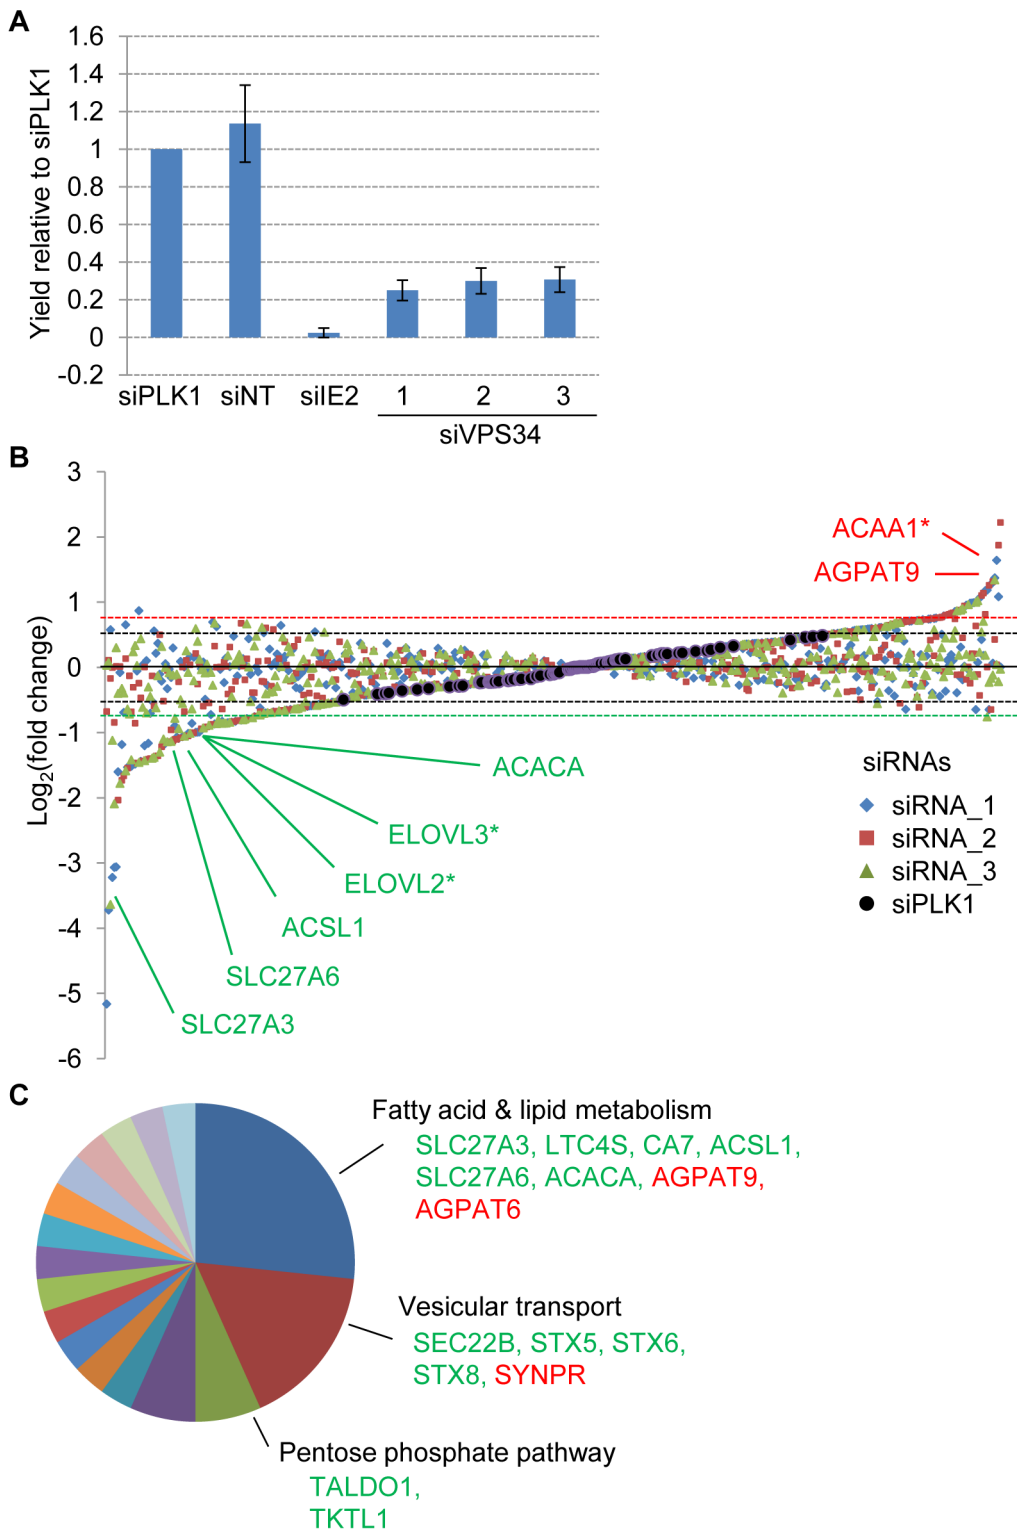 A
Yield relative to siPLK1
1.6
1.4
1.2
1
0.8
0.6
0.4
0.2
0
-0.2
siPLK1 siNT siIE2 1 2 3
siVPS34
B
Log2(fold change)
3
2
1
0
-1
-2
-3
-4
-5
-6
ACAA1*
AGPAT9
ACACA
ELOVL3*
ELOVL2*
ACSL1
SLC27A6
SLC27A3
siRNAs
siRNA_1
siRNA_2
siRNA_3
siPLK1
C
Fatty acid & lipid metabolism
SLC27A3, LTC4S, CA7, ACSL1,
SLC27A6, ACACA, AGPAT9,
AGPAT6
Vesicular transport
SEC22B, STX5, STX6,
STX8, SYNPR
Pentose phosphate pathway
TALDO1,
TKTL1